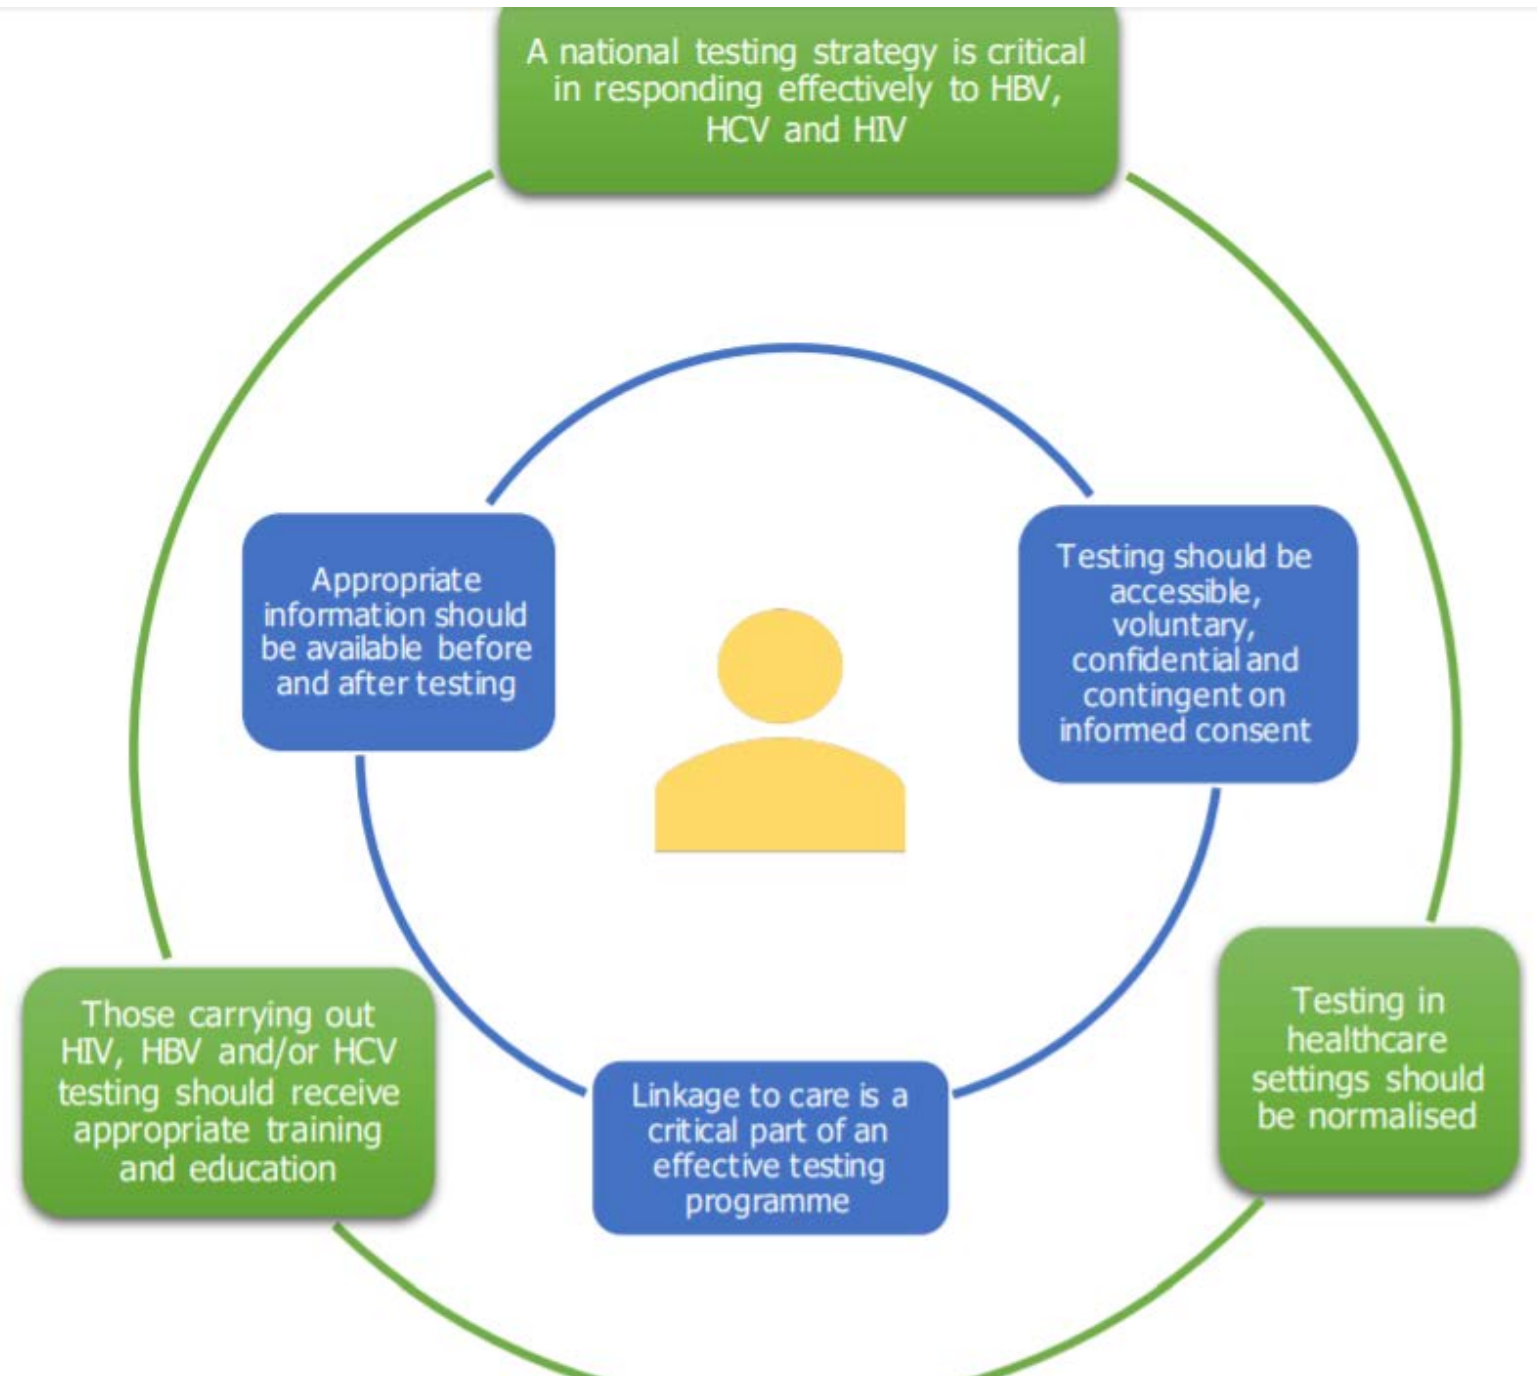 A national testing strategy is critical
in responding effectively to HBV,
HCV and HIV
Appropriate
information should
be available before
and after testing
Testing should be
accessible,
voluntary,
confidential and
contingent on
informed consent
Those carrying out
HIV, HBV and/or HCV
testing should receive
appropriate training
and education
Linkage to care is a
critical part of an
effective testing
programme
Testing in
healthcare
settings should
be normalised